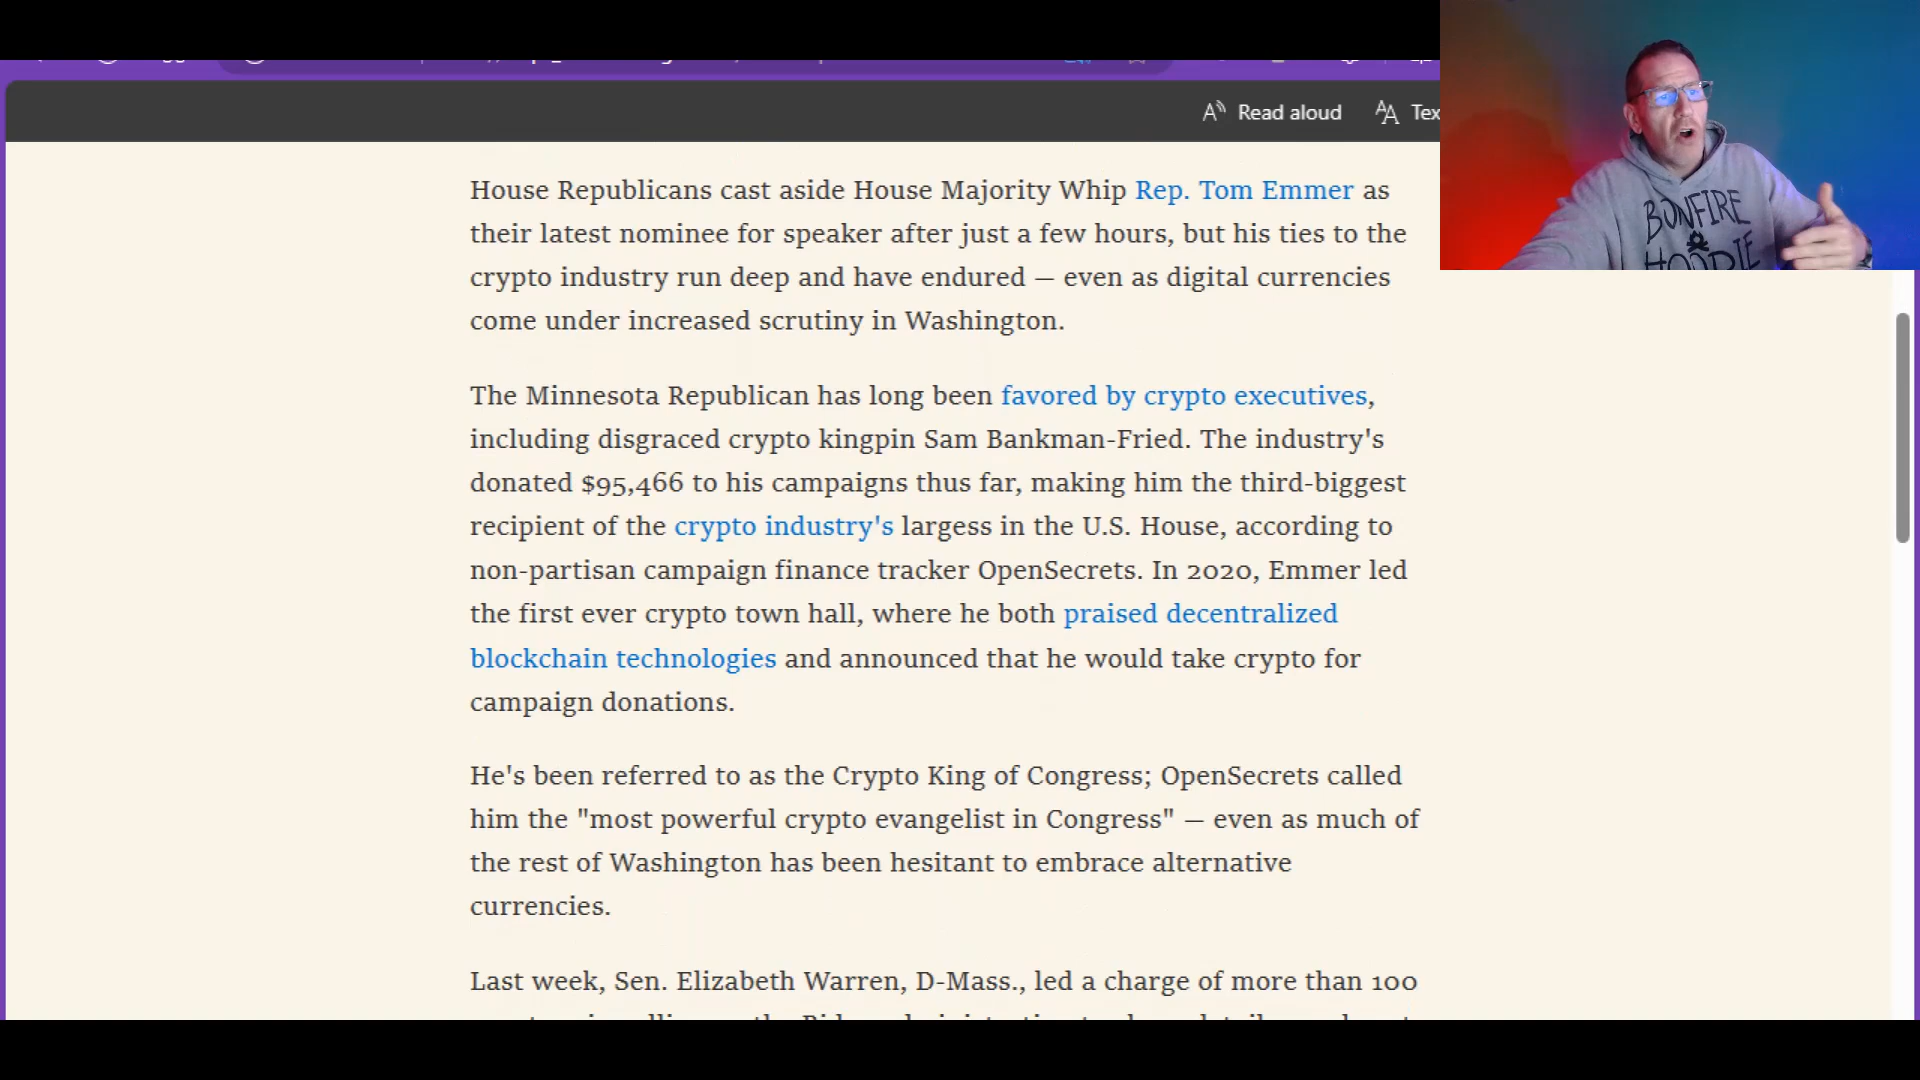 Read aloud
Tex
BONFIRE
HOODIE
House Republicans cast aside House Majority Whip Rep. Tom Emmer as
their latest nominee for speaker after just a few hours, but his ties to the
crypto industry run deep and have endured — even as digital currencies
come under increased scrutiny in Washington.
The Minnesota Republican has long been favored by crypto executives,
including disgraced crypto kingpin Sam Bankman-Fried. The industry's
donated $95,466 to his campaigns thus far, making him the third-biggest
recipient of the crypto industry's largess in the U.S. House, according to
non-partisan campaign finance tracker OpenSecrets. In 2020, Emmer led
the first ever crypto town hall, where he both praised decentralized
blockchain technologies and announced that he would take crypto for
campaign donations.
He's been referred to as the Crypto King of Congress; OpenSecrets called
him the "most powerful crypto evangelist in Congress" — even as much of
the rest of Washington has been hesitant to embrace alternative
currencies.
Last week, Sen. Elizabeth Warren, D-Mass., led a charge of more than 100